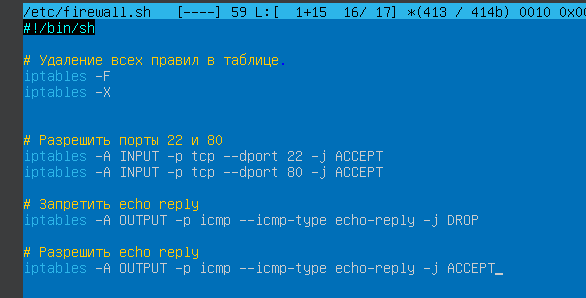 /etc/firewall.sh [----] 59 L:[ 1+15 16/ 17] *(413 / 414b) 0010 0x00
#!/bin/sh
# Удаление всех правил в таблице.
iptables -F
iptables -X
# Разрешить порты 22 и 80
iptables -A INPUT -p tcp --dport 22 -j ACCEPT
iptables -A INPUT -p tcp --dport 80 -j ACCEPT
# Запретить echo reply
iptables -A OUTPUT -p icmp --icmp-type echo-reply -j DROP
# Разрешить echo reply
iptables -A OUTPUT -p icmp --icmp-type echo-reply -j ACCEPT